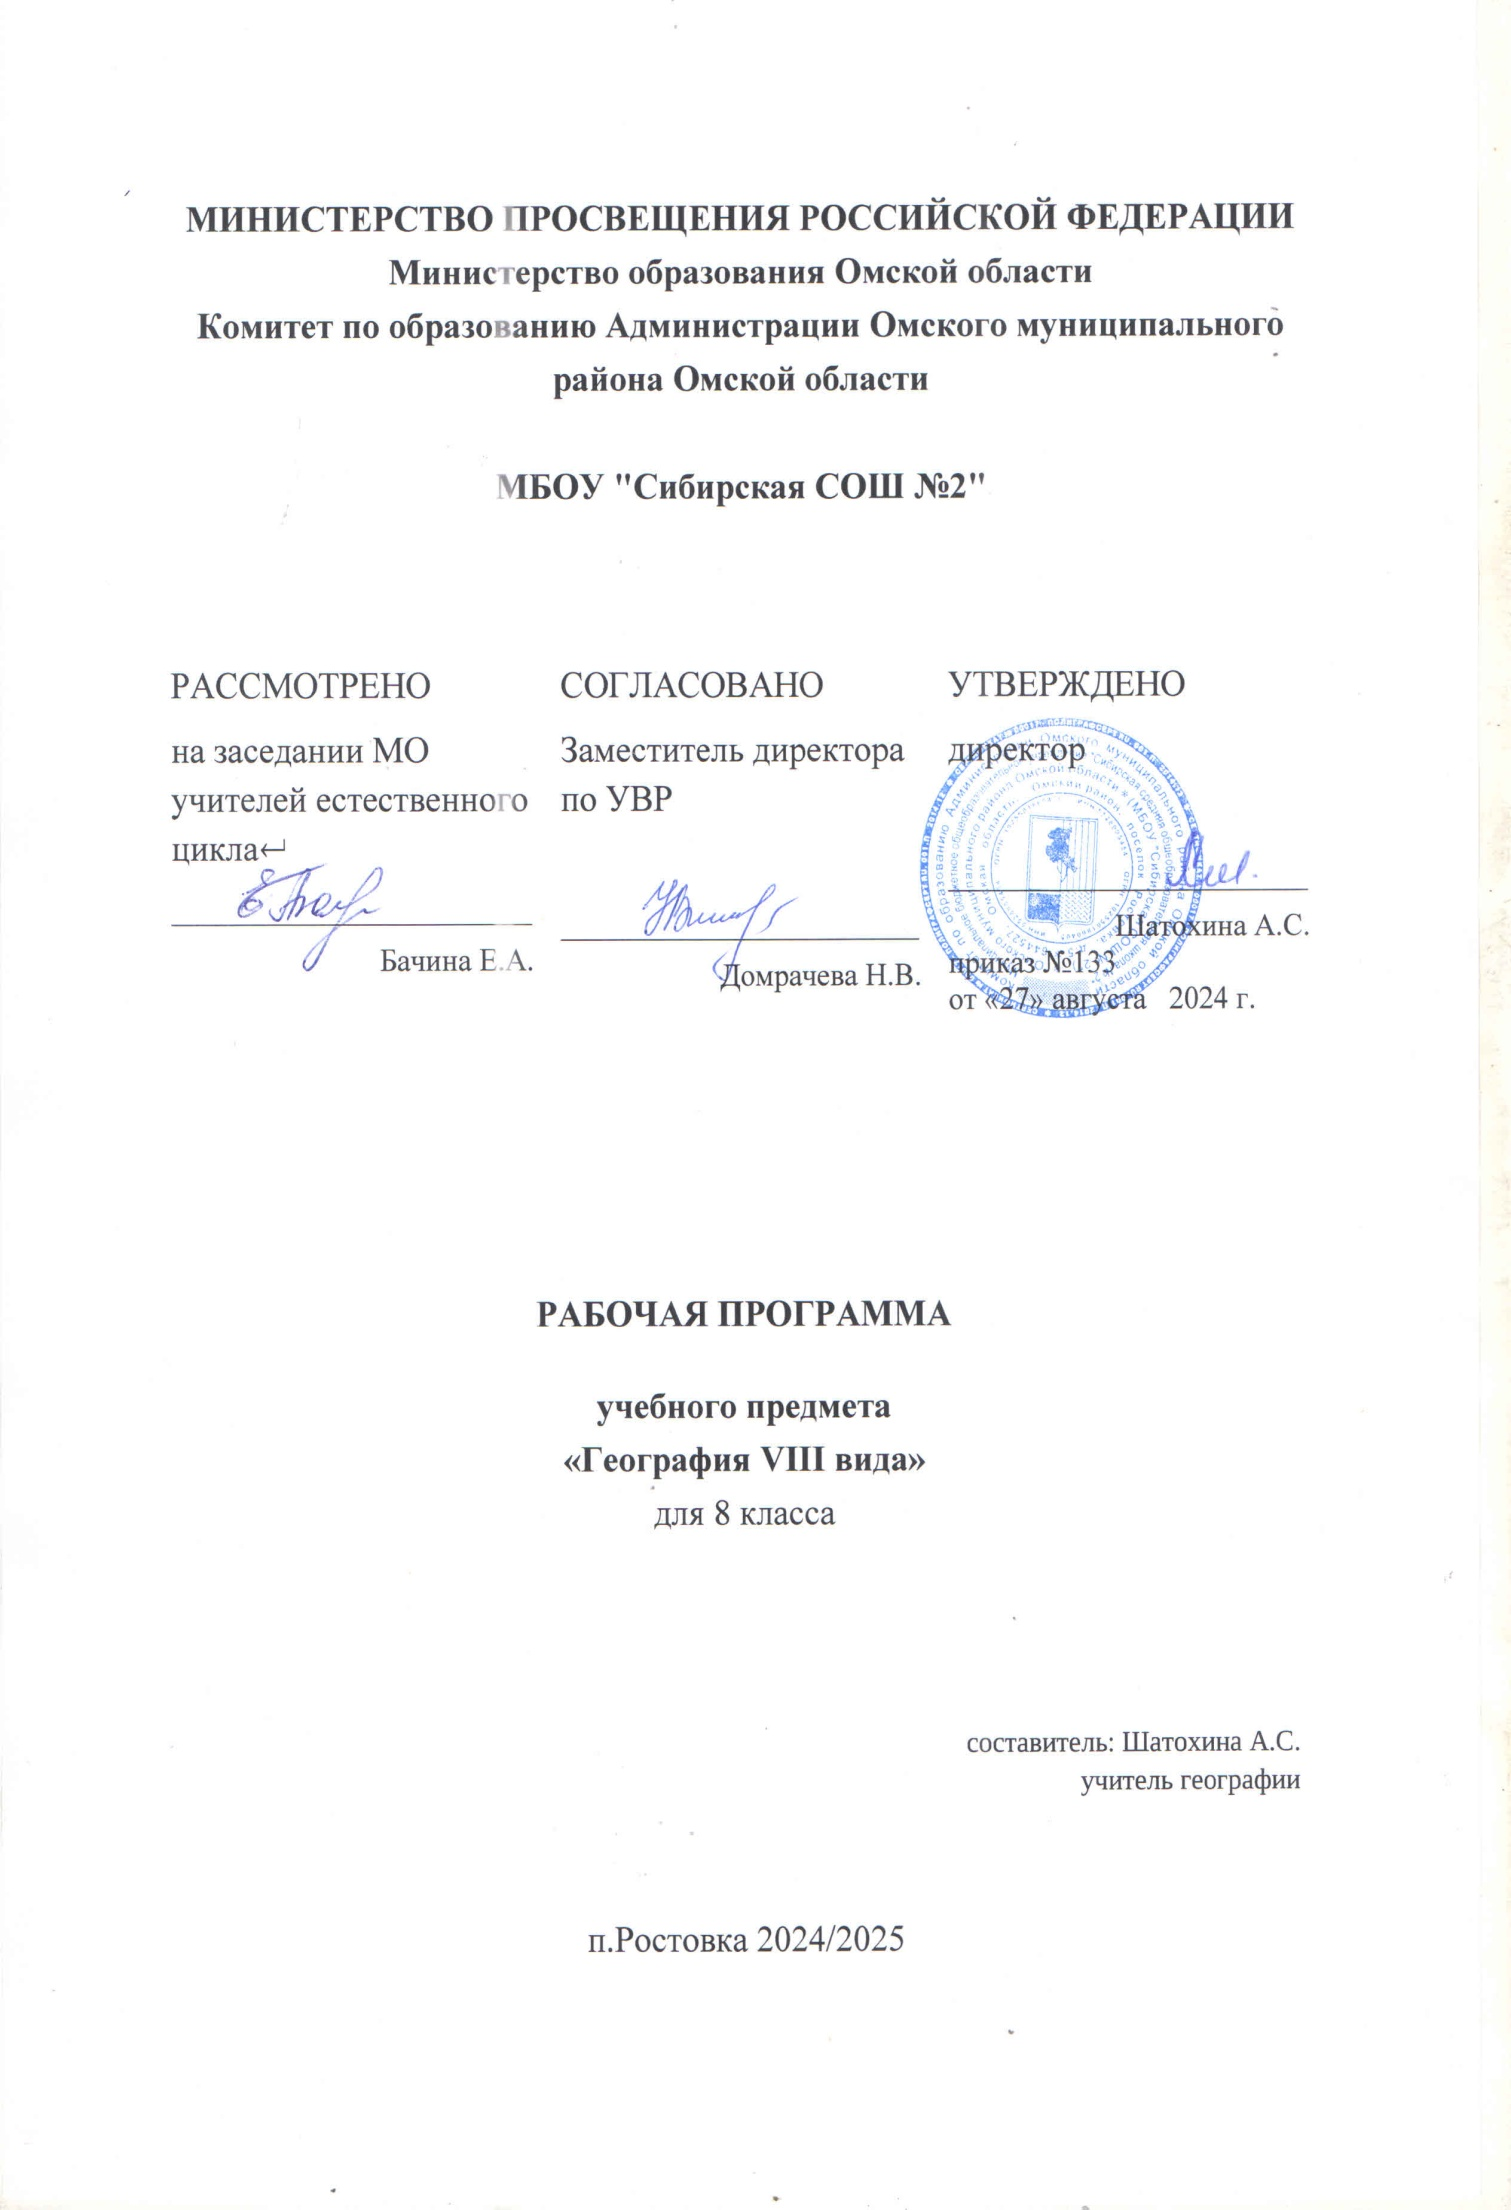 МИНИСТЕРСТВО ПРОСВЕЩЕНИЯ РОССИЙСКОЙ ФЕДЕРАЦИИ
Министерство образования Омской области
Комитет по образованию Администрации Омского муниципального
района Омской области
МБОУ "Сибирская СОШ №2"
РАССМОТРЕНО
на заседании МО
учителей естественного
цикла↵
Бачина Е.А.
СОГЛАСОВАНО
Заместитель директора
по УВР
Домрачева Н.В.
УТВЕРЖДЕНО
директор
Шатохина А.С.
приказ №133
от «27» августа 2024 г.
РАБОЧАЯ ПРОГРАММА
учебного предмета
«География VIII вида»
для 8 класса
составитель: Шатохина А.С.
учитель географии
п.Ростовка 2024/2025